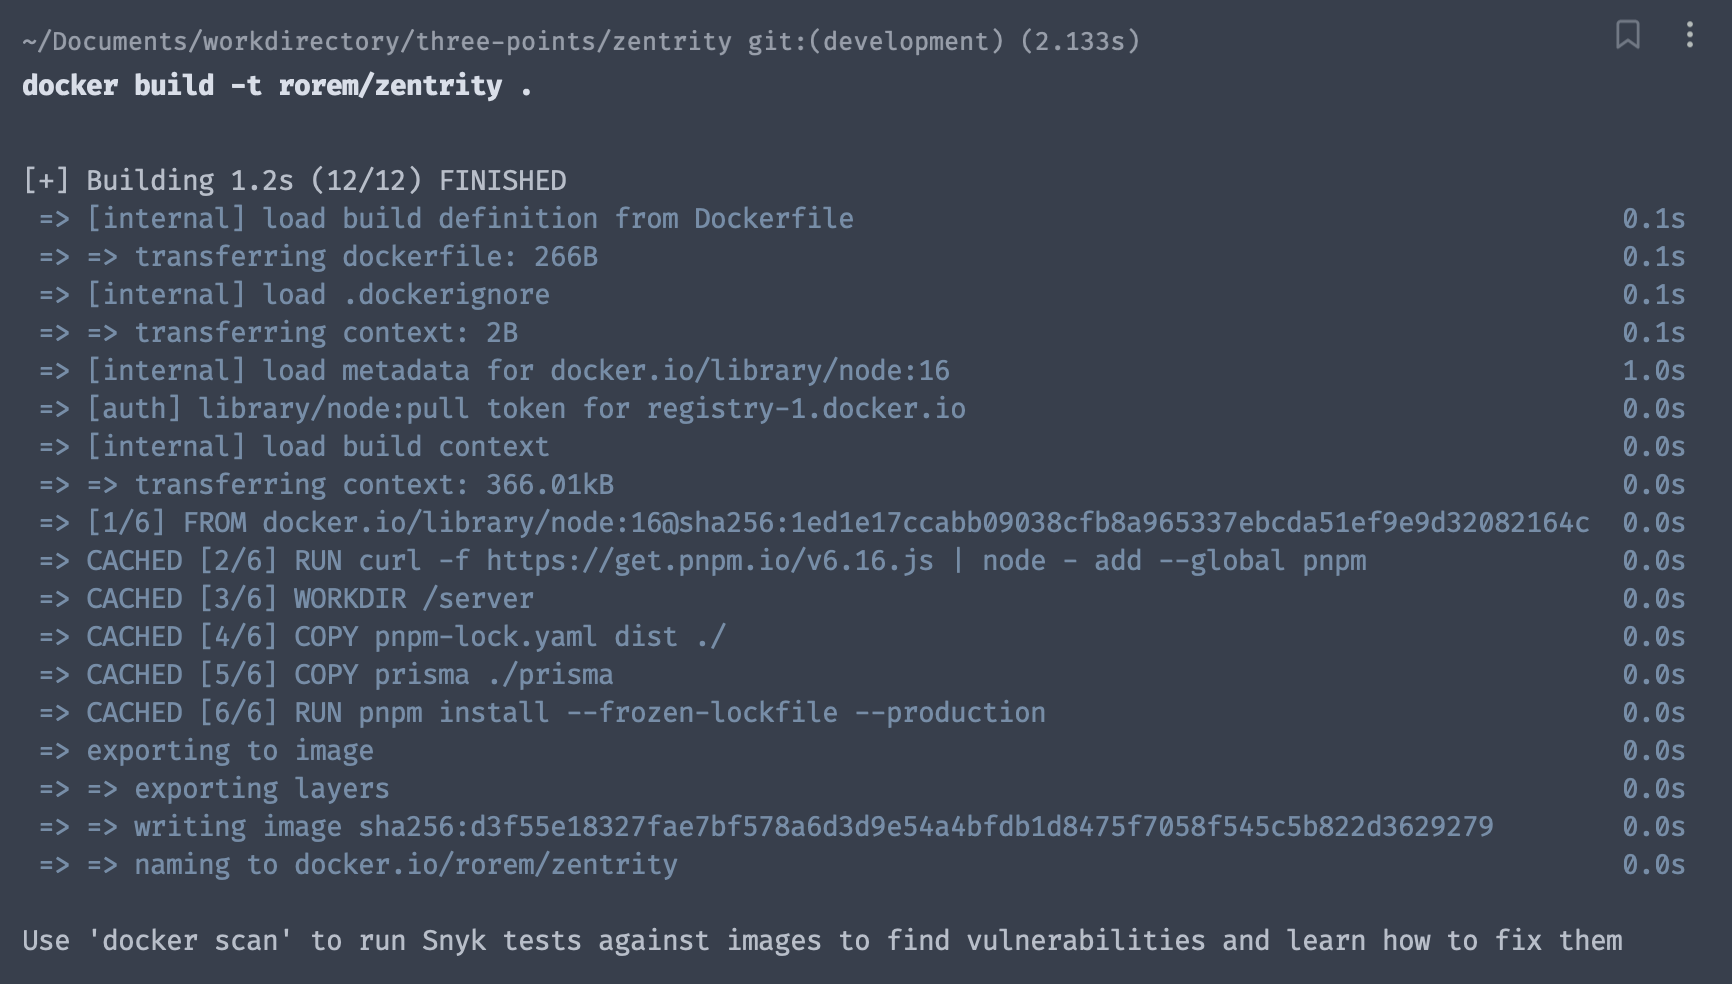 ~/Documents/workdirectory/three-points/zentrity git:(development) (2.133s)
docker build -t rorem/zentrity .
[+] Building 1.2s (12/12) FINISHED
=> [internal] load build definition from Dockerfile 0.1s
=> => transferring dockerfile: 266B 0.1s
=> [internal] load .dockerignore 0.1s
=> => transferring context: 2B 0.1s
=> [internal] load metadata for docker.io/library/node:16 1.0s
=> [auth] library/node:pull token for registry-1.docker.io 0.0s
=> [internal] load build context 0.0s
=> => transferring context: 366.01kB 0.0s
=> [1/6] FROM docker.io/library/node:16@sha256:1ed1e17ccabb09038cfb8a965337ebcda51ef9e9d32082164c 0.0s
=> CACHED [2/6] RUN curl -f https://get.pnpm.io/v6.16.js | node - add --global pnpm 0.0s
=> CACHED [3/6] WORKDIR /server 0.0s
=> CACHED [4/6] COPY pnpm-lock.yaml dist ./ 0.0s
=> CACHED [5/6] COPY prisma ./prisma 0.0s
=> CACHED [6/6] RUN pnpm install --frozen-lockfile --production 0.0s
=> exporting to image 0.0s
=> => exporting layers 0.0s
=> => writing image sha256:d3f55e18327fae7bf578a6d3d9e54a4bfdb1d8475f7058f545c5b822d3629279 0.0s
=> => naming to docker.io/rorem/zentrity 0.0s
Use 'docker scan' to run Snyk tests against images to find vulnerabilities and learn how to fix them